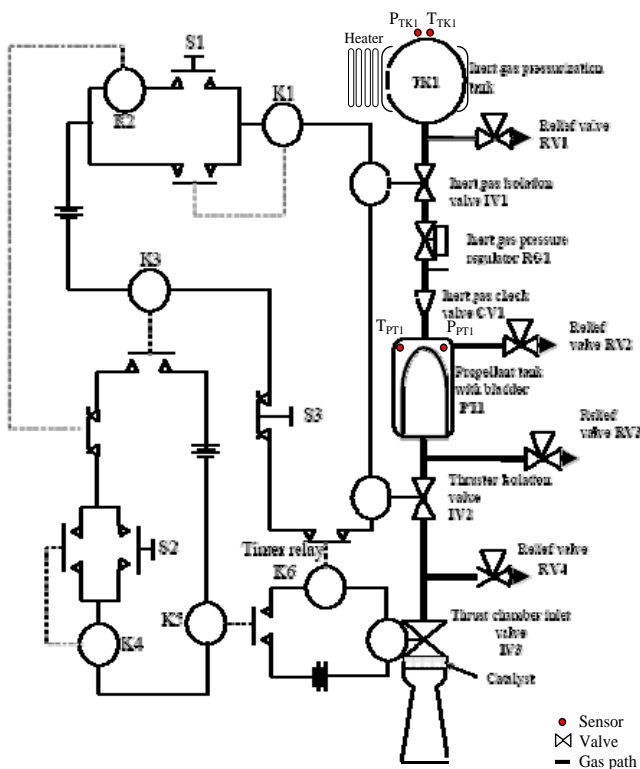 P_TK1 T_TK1
Heater
TK1
Inert gas pressurization
tank
S1
K2
K1
Relief valve
RV1
Inert gas isolation
valve IV1
Inert gas pressure
regulator RG1
K3
Inert gas check
valve CV1
T_PT1
P_PT1
Relief
valve RV2
Propellant tank
with bladder
PT1
S3
Relief
valve RV3
Thruster isolation
valve
IV2
S2
Timer relay
K6
Relief valve
RV4
K4
K5
Thrust chamber inlet
valve
IV3
Catalyst
Sensor
Valve
Gas path